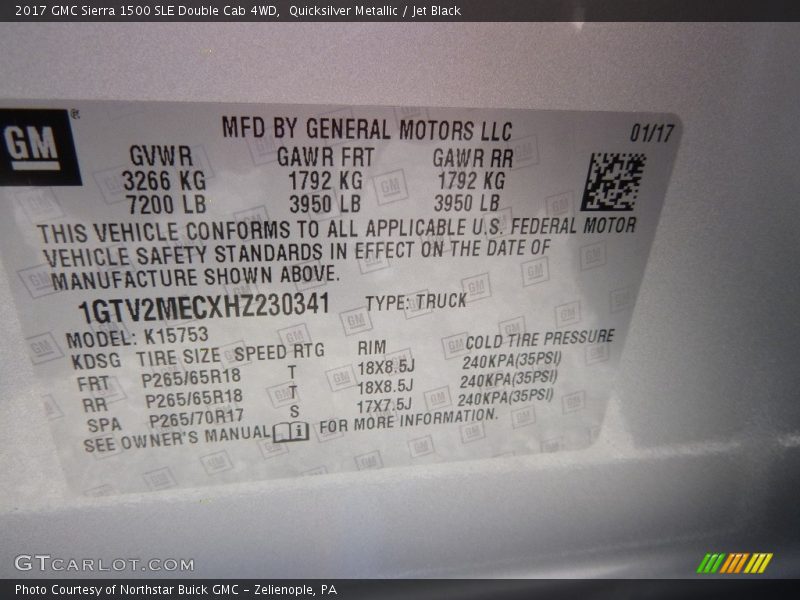 2017 GMC Sierra 1500 SLE Double Cab 4WD, Quicksilver Metallic / Jet Black
GM®
MFD BY GENERAL MOTORS LLC 01/17
GVWR GAWR FRT GAWR RR
3266 KG 1792 KG 1792 KG
7200 LB 3950 LB 3950 LB
THIS VEHICLE CONFORMS TO ALL APPLICABLE U.S. FEDERAL MOTOR
VEHICLE SAFETY STANDARDS IN EFFECT ON THE DATE OF
MANUFACTURE SHOWN ABOVE.
1GTV2MECXHZ230341 TYPE: TRUCK
MODEL: K15753
KDSG TIRE SIZE SPEED RTG RIM COLD TIRE PRESSURE
FRT P265/65R18 T 18X8.5J 240KPA(35PSI)
RR P265/65R18 T 18X8.5J 240KPA(35PSI)
SPA P265/70R17 S 17X7.5J 240KPA(35PSI)
SEE OWNER'S MANUAL FOR MORE INFORMATION.
GTCARLOT.COM
Photo Courtesy of Northstar Buick GMC - Zelienople, PA